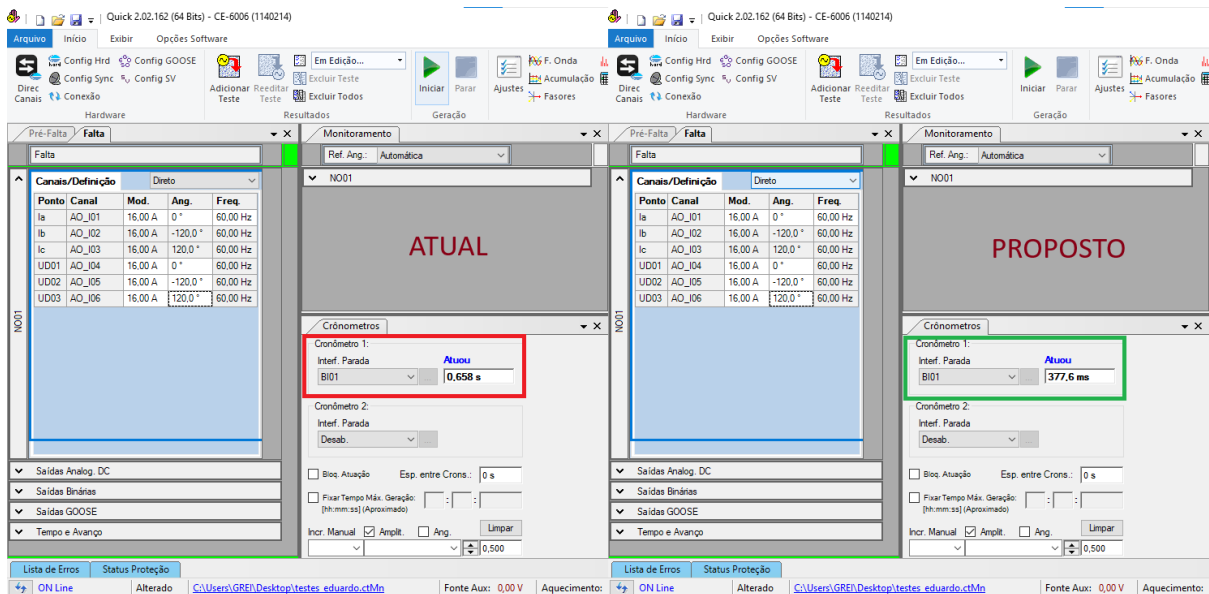 Quick 2.02.162 (64 Bits) - CE-6006 (1140214)
Arquivo Início Exibir Opções Software
Direc Canais
Config Hrd Config GOOSE
Config Sync Config SV
Conexão
Hardware
Adicionar Teste
Reeditar Teste
Em Edição...
Excluir Teste
Excluir Todos
Resultados
Iniciar Parar
Geração
Ajustes
F. Onda
Acumulação
Fasores
Pré-Falta Falta
Falta
Canais/Definição Direto
Ponto Canal Mod. Ang. Freq.
Ia AO_I01 16,00 A 0 ° 60,00 Hz
Ib AO_I02 16,00 A -120,0 ° 60,00 Hz
Ic AO_I03 16,00 A 120,0 ° 60,00 Hz
UD01 AO_I04 16,00 A 0 ° 60,00 Hz
UD02 AO_I05 16,00 A -120,0 ° 60,00 Hz
UD03 AO_I06 16,00 A 120,0 ° 60,00 Hz
NO01
Saídas Analog. DC
Saídas Binárias
Saídas GOOSE
Tempo e Avanço
Monitoramento
Ref. Ang.: Automática
NO01
ATUAL
Crônometros
Cronômetro 1:
Interf. Parada Atuou
BI01 ... 0,658 s
Cronômetro 2:
Interf. Parada
Desab. ...
Bloq. Atuação Esp. entre Crons.: 0 s
Fixar Tempo Máx. Geração: : :
[hh:mm:ss] (Aproximado)
Incr. Manual Amplit. Ang. Limpar
0,500
Lista de Erros Status Proteção
ON Line Alterado C:\Users\GREI\Desktop\testes_eduardo.ctMn Fonte Aux: 0,00 V Aquecimento:
Quick 2.02.162 (64 Bits) - CE-6006 (1140214)
Arquivo Início Exibir Opções Software
Direc Canais
Config Hrd Config GOOSE
Config Sync Config SV
Conexão
Hardware
Adicionar Teste
Reeditar Teste
Em Edição...
Excluir Teste
Excluir Todos
Resultados
Iniciar Parar
Geração
Ajustes
F. Onda
Acumulação
Fasores
Pré-Falta Falta
Falta
Canais/Definição Direto
Ponto Canal Mod. Ang. Freq.
Ia AO_I01 16,00 A 0 ° 60,00 Hz
Ib AO_I02 16,00 A -120,0 ° 60,00 Hz
Ic AO_I03 16,00 A 120,0 ° 60,00 Hz
UD01 AO_I04 16,00 A 0 ° 60,00 Hz
UD02 AO_I05 16,00 A -120,0 ° 60,00 Hz
UD03 AO_I06 16,00 A 120,0 ° 60,00 Hz
NO01
Saídas Analog. DC
Saídas Binárias
Saídas GOOSE
Tempo e Avanço
Monitoramento
Ref. Ang.: Automática
NO01
PROPOSTO
Crônometros
Cronômetro 1:
Interf. Parada Atuou
BI01 ... 377,6 ms
Cronômetro 2:
Interf. Parada
Desab. ...
Bloq. Atuação Esp. entre Crons.: 0 s
Fixar Tempo Máx. Geração: : :
[hh:mm:ss] (Aproximado)
Incr. Manual Amplit. Ang. Limpar
0,500
Lista de Erros Status Proteção
ON Line Alterado C:\Users\GREI\Desktop\testes_eduardo.ctMn Fonte Aux: 0,00 V Aquecimento: